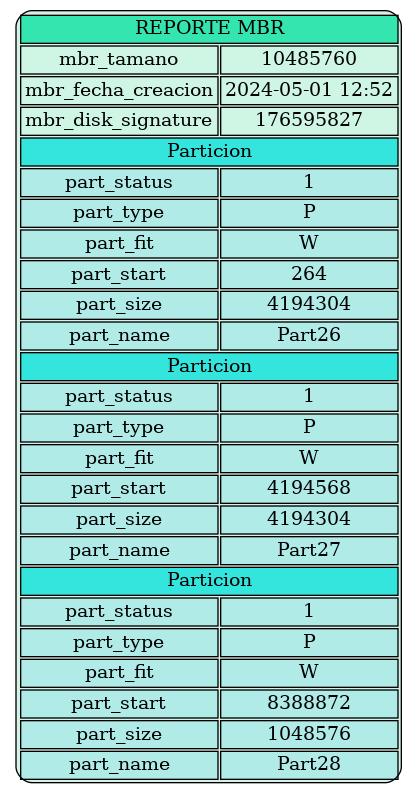 REPORTE MBR
mbr_tamano 10485760
mbr_fecha_creacion 2024-05-01 12:52
mbr_disk_signature 176595827
Particion
part_status 1
part_type P
part_fit W
part_start 264
part_size 4194304
part_name Part26
Particion
part_status 1
part_type P
part_fit W
part_start 4194568
part_size 4194304
part_name Part27
Particion
part_status 1
part_type P
part_fit W
part_start 8388872
part_size 1048576
part_name Part28